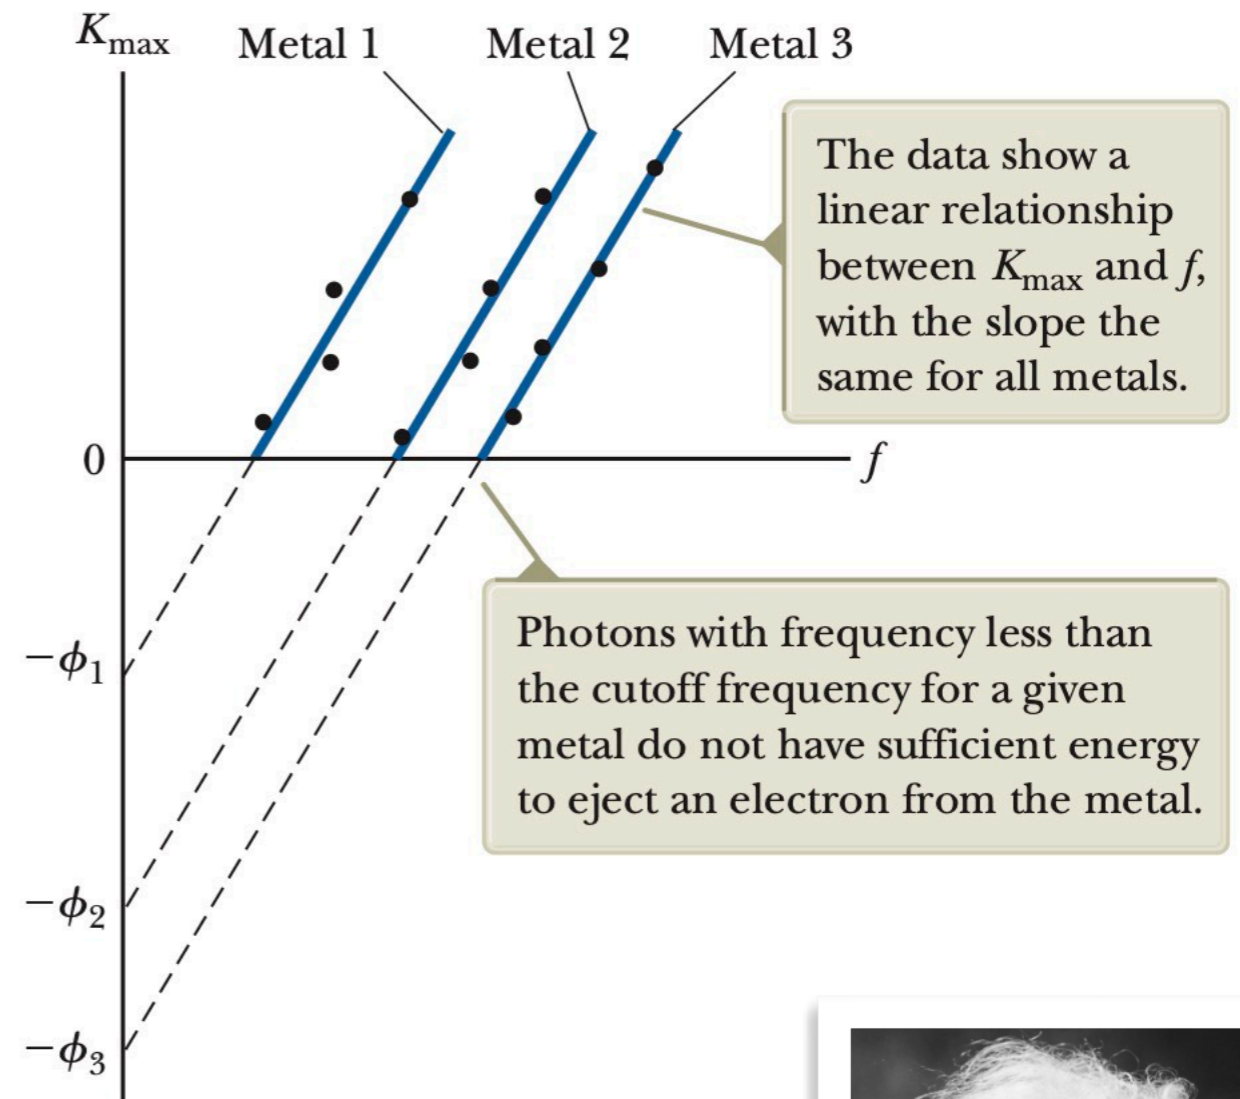 K_max
Metal 1
Metal 2
Metal 3
The data show a
linear relationship
between K_max and f,
with the slope the
same for all metals.
0
f
Photons with frequency less than
the cutoff frequency for a given
metal do not have sufficient energy
to eject an electron from the metal.
−ϕ₁
−ϕ₂
−ϕ₃